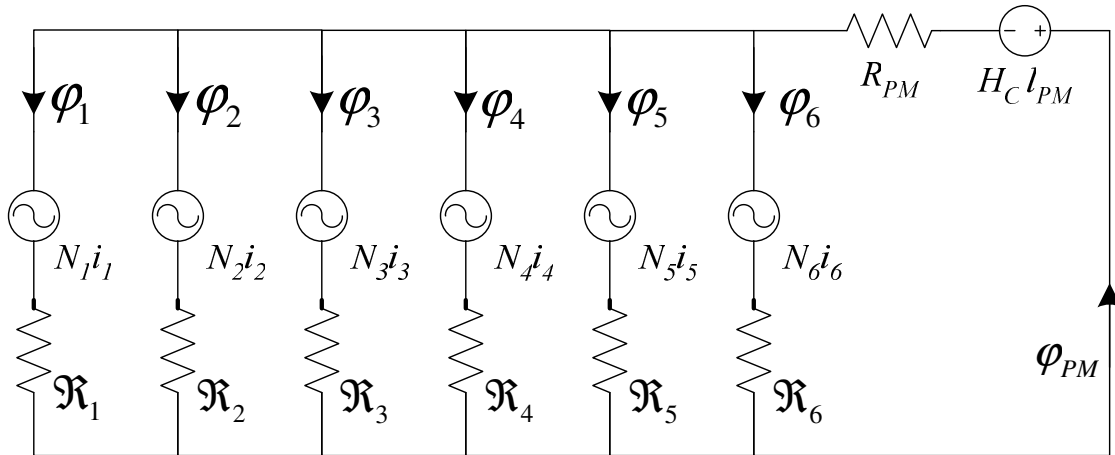 − +
R_PM H_C l_PM
φ₁ φ₂ φ₃ φ₄ φ₅ φ₆
N₁i₁ N₂i₂ N₃i₃ N₄i₄ N₅i₅ N₆i₆
φ_PM
ℜ₁ ℜ₂ ℜ₃ ℜ₄ ℜ₅ ℜ₆